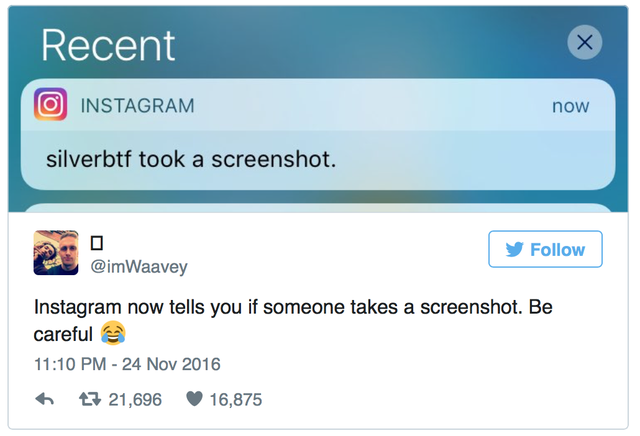 Recent
INSTAGRAM
now
silverbtf took a screenshot.
@imWaavey
Follow
Instagram now tells you if someone takes a screenshot. Be
careful 😂
11:10 PM - 24 Nov 2016
21,696
16,875